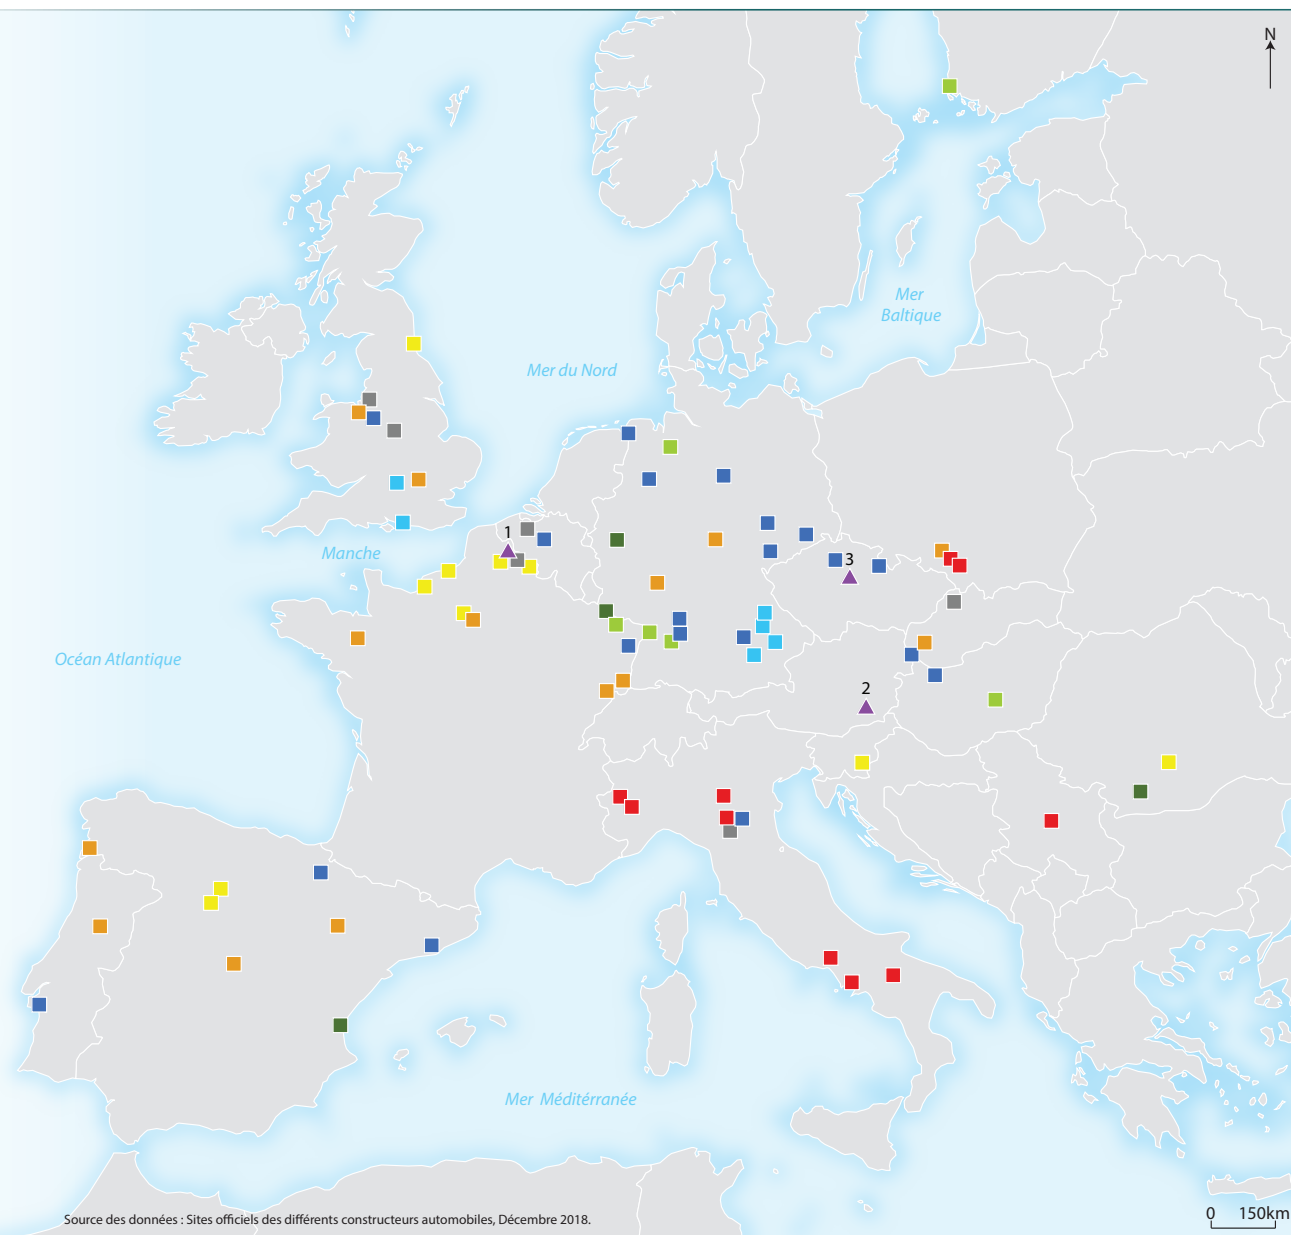 N
Mer
Baltique
Mer du Nord
1
Manche
3
Océan Atlantique
2
Mer Méditérranée
Source des données : Sites officiels des différents constructeurs automobiles, Décembre 2018.
0 150km